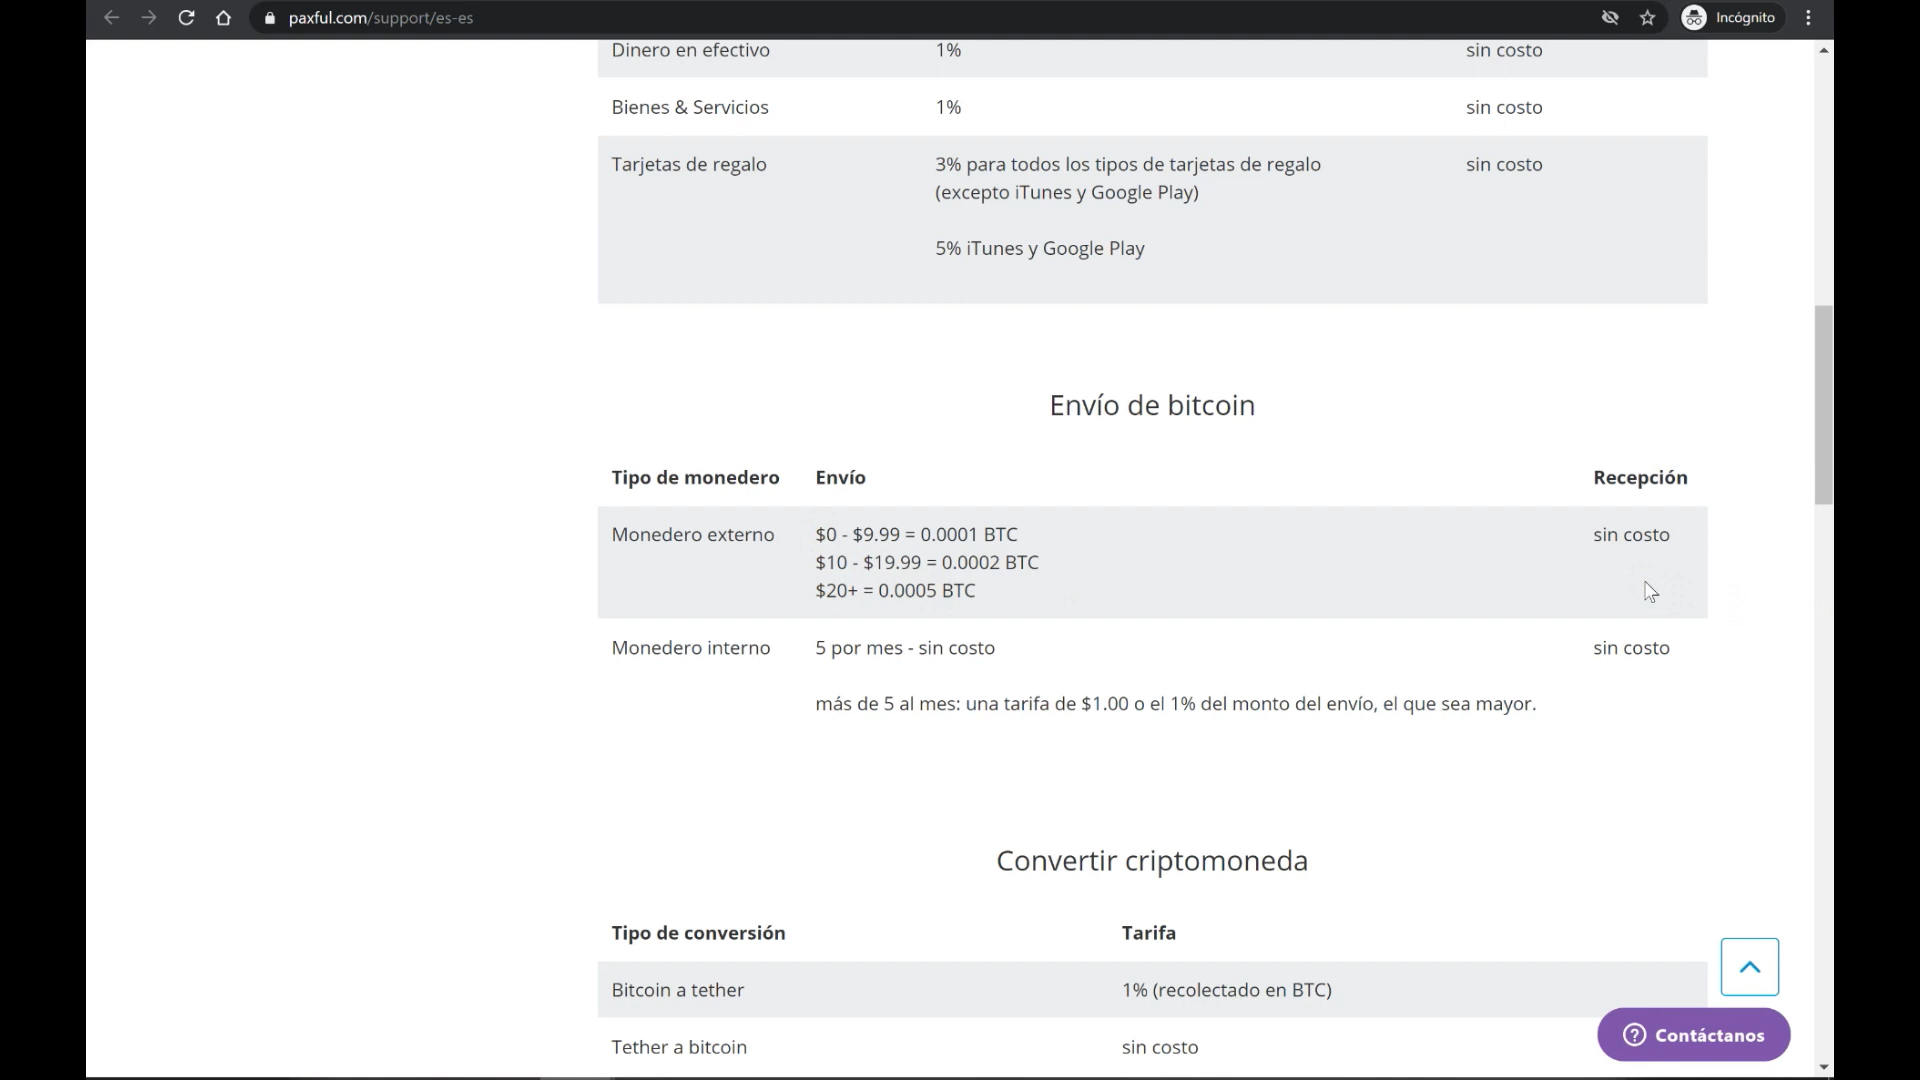 paxful.com/support/es-es
Incógnito
Dinero en efectivo 1% sin costo
Bienes & Servicios 1% sin costo
Tarjetas de regalo 3% para todos los tipos de tarjetas de regalo sin costo
(excepto iTunes y Google Play)
5% iTunes y Google Play
Envío de bitcoin
Tipo de monedero Envío Recepción
Monedero externo $0 - $9.99 = 0.0001 BTC sin costo
$10 - $19.99 = 0.0002 BTC
$20+ = 0.0005 BTC
Monedero interno 5 por mes - sin costo sin costo
más de 5 al mes: una tarifa de $1.00 o el 1% del monto del envío, el que sea mayor.
Convertir criptomoneda
Tipo de conversión Tarifa
Bitcoin a tether 1% (recolectado en BTC)
Contáctanos
Tether a bitcoin sin costo